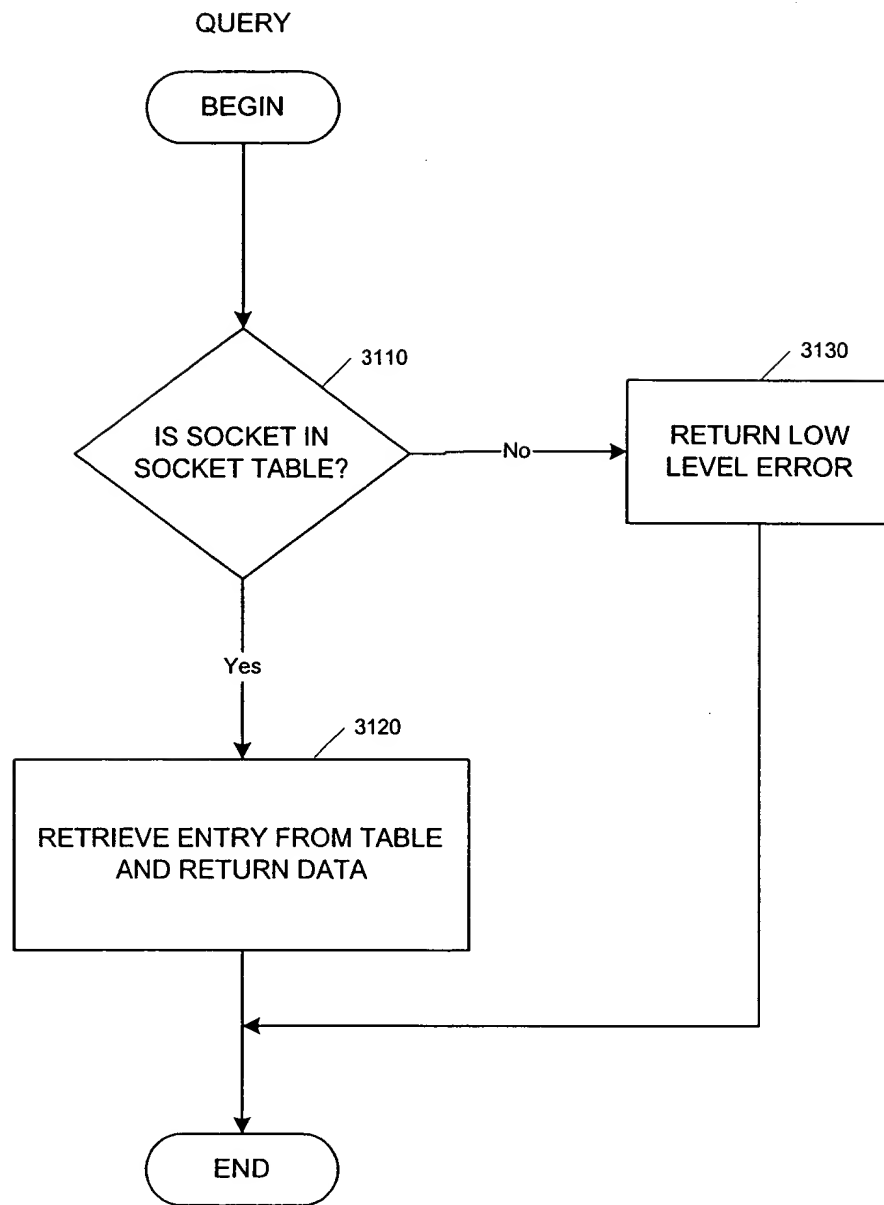 QUERY
BEGIN
3110
IS SOCKET IN
SOCKET TABLE?
No
3130
RETURN LOW
LEVEL ERROR
Yes
3120
RETRIEVE ENTRY FROM TABLE
AND RETURN DATA
END